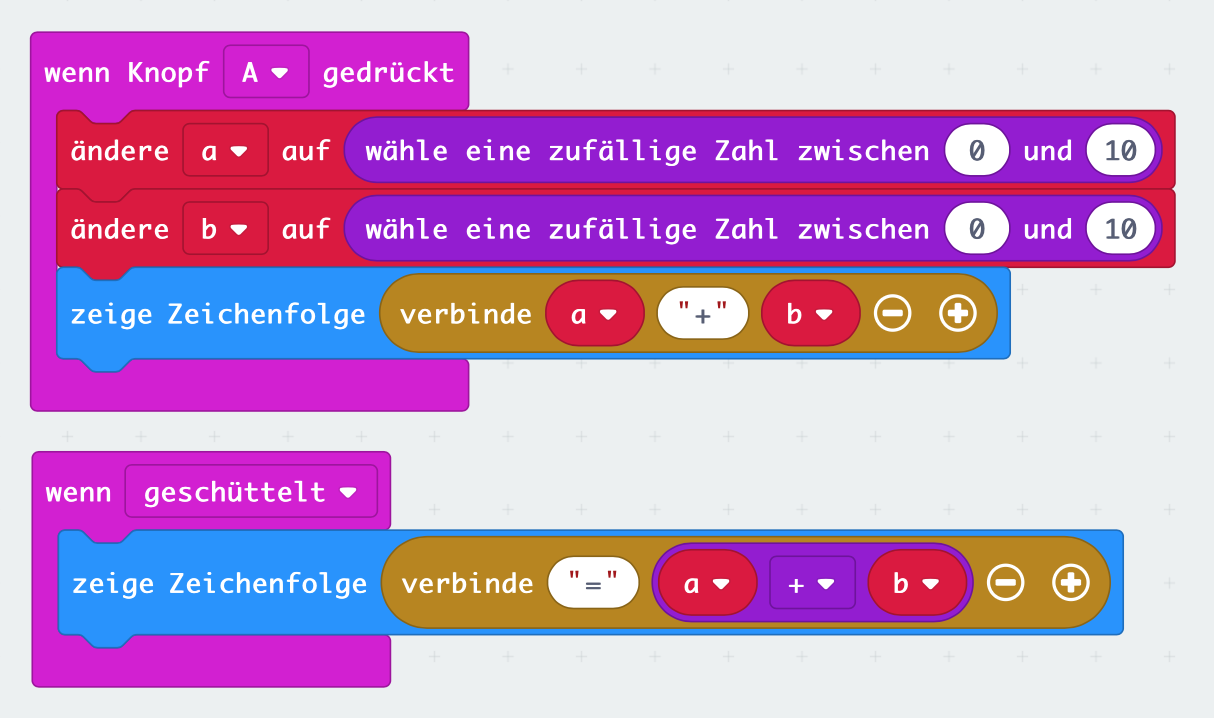 wenn Knopf A gedrückt
ändere a auf wähle eine zufällige Zahl zwischen 0 und 10
ändere b auf wähle eine zufällige Zahl zwischen 0 und 10
zeige Zeichenfolge verbinde a "+" b
wenn geschüttelt
zeige Zeichenfolge verbinde "=" a + b